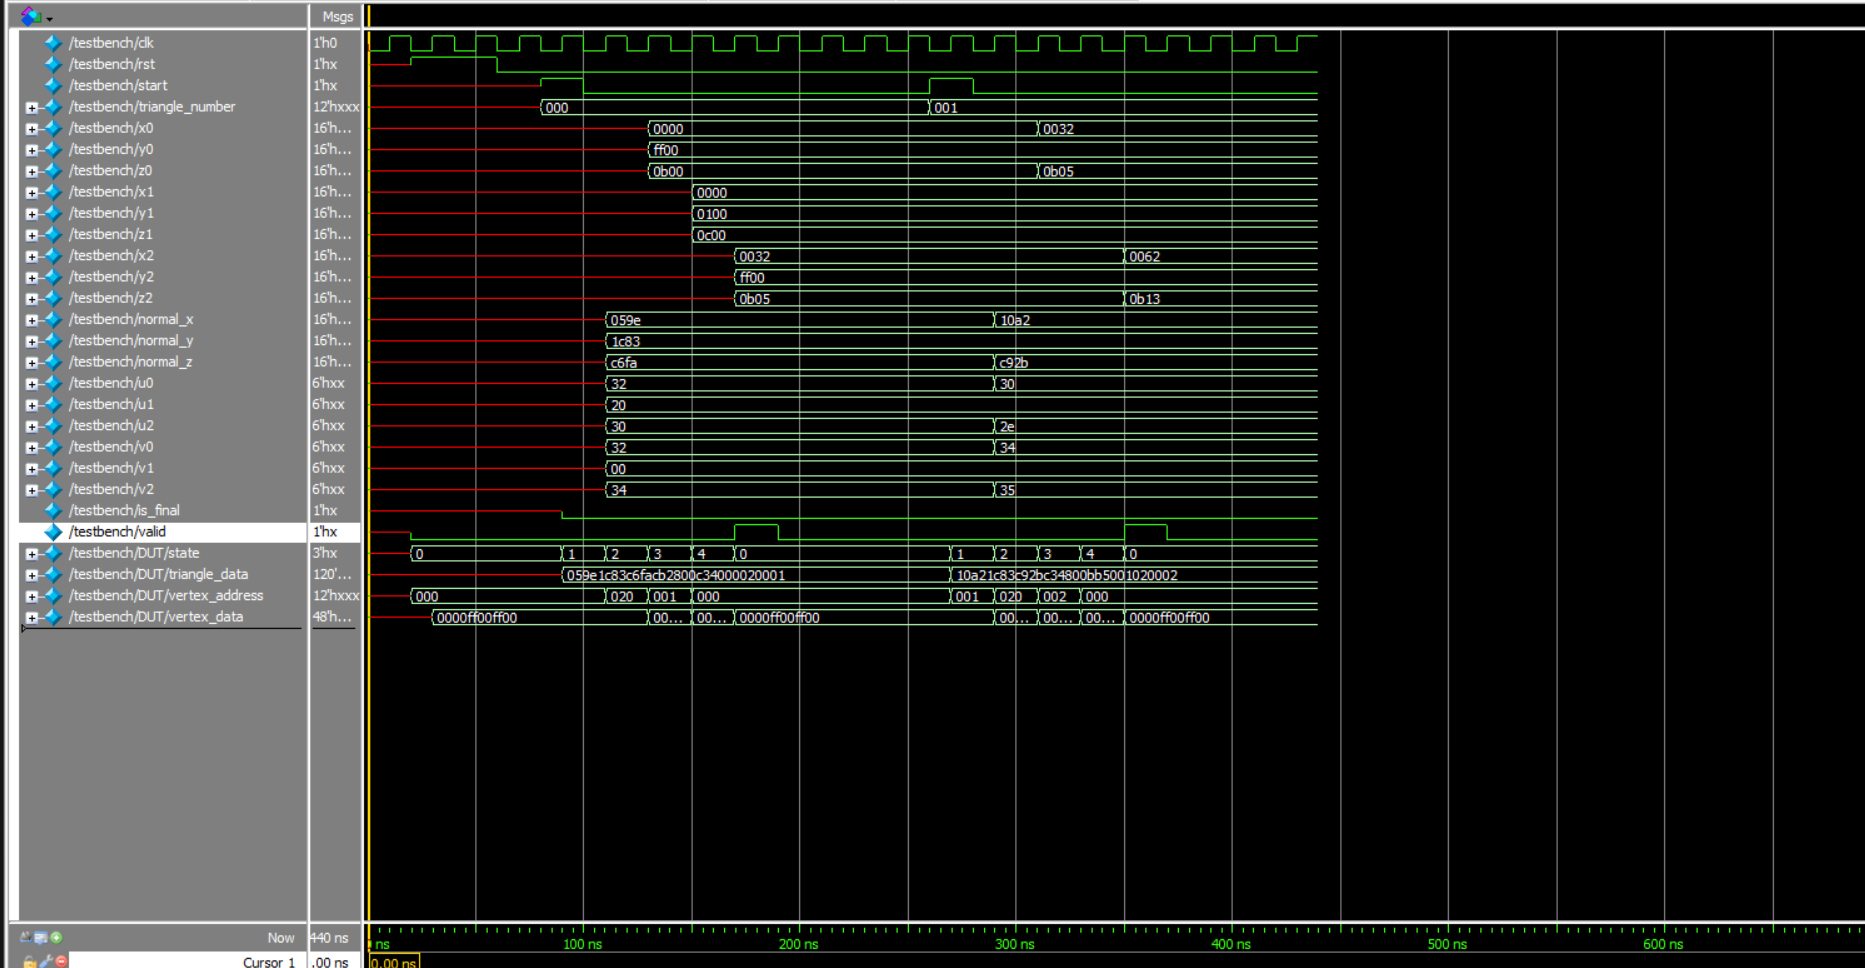 Msgs
/testbench/clk 1'h0
/testbench/rst 1'hx
/testbench/start 1'hx
/testbench/triangle_number 12'hxxx 000 001
/testbench/x0 16'h... 0000 0032
/testbench/y0 16'h... ff00
/testbench/z0 16'h... 0b00 0b05
/testbench/x1 16'h... 0000
/testbench/y1 16'h... 0100
/testbench/z1 16'h... 0c00
/testbench/x2 16'h... 0032 0062
/testbench/y2 16'h... ff00
/testbench/z2 16'h... 0b05 0b13
/testbench/normal_x 16'h... 059e 10a2
/testbench/normal_y 16'h... 1c83
/testbench/normal_z 16'h... c6fa c92b
/testbench/u0 6'hxx 32 30
/testbench/u1 6'hxx 20
/testbench/u2 6'hxx 30 2e
/testbench/v0 6'hxx 32 34
/testbench/v1 6'hxx 00
/testbench/v2 6'hxx 34 35
/testbench/is_final 1'hx
/testbench/valid 1'hx
/testbench/DUT/state 3'hx 0 1 2 3 4 0 1 2 3 4 0
/testbench/DUT/triangle_data 120'... 059e1c83c6facb2800c34000020001 10a21c83c92bc34800bb5001020002
/testbench/DUT/vertex_address 12'hxxx 000 020 001 000 001 020 002 000
/testbench/DUT/vertex_data 48'h... 0000ff00ff00 00... 00... 0000ff00ff00 00... 00... 00... 0000ff00ff00
Now 440 ns ns 100 ns 200 ns 300 ns 400 ns 500 ns 600 ns
Cursor 1 .00 ns 0.00 ns